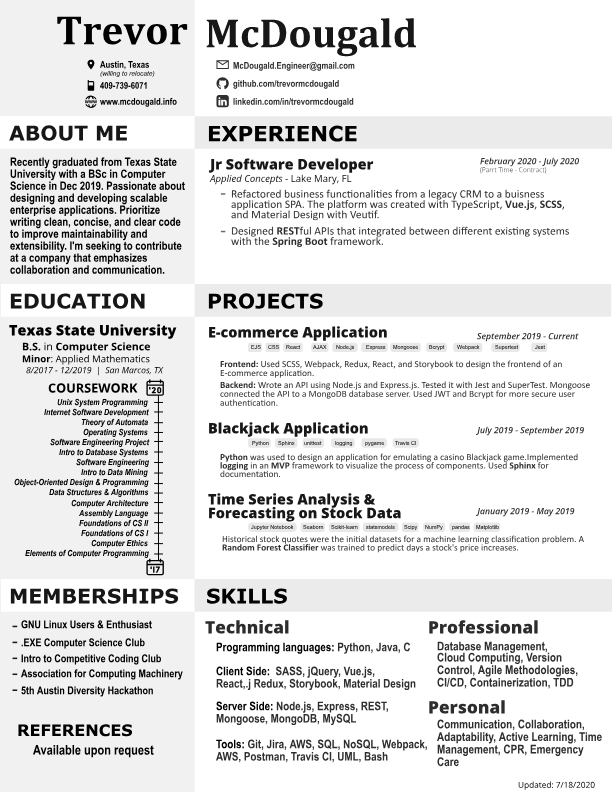 Trevor McDougald
Austin, Texas
(willing to relocate)
409-739-6071
www.mcdougald.info
McDougald.Engineer@gmail.com
github.com/trevormcdougald
linkedin.com/in/trevormcdougald
ABOUT ME
Recently graduated from Texas State
University with a BSc in Computer
Science in Dec 2019. Passionate about
designing and developing scalable
enterprise applications. Prioritize
writing clean, concise, and clear code
to improve maintainability and
extensibility. I'm seeking to contribute
at a company that emphasizes
collaboration and communication.
EXPERIENCE
Jr Software Developer
February 2020 - July 2020
(Parrt Time - Contract)
Applied Concepts - Lake Mary, FL
– Refactored business functionalities from a legacy CRM to a buisness
application SPA. The platform was created with TypeScript, Vue.js, SCSS,
and Material Design with Veutif.
– Designed RESTful APIs that integrated between different existing systems
with the Spring Boot framework.
EDUCATION
Texas State University
B.S. in Computer Science
Minor: Applied Mathematics
8/2017 - 12/2019 | San Marcos, TX
COURSEWORK '20
Unix System Programming
Internet Software Development
Theory of Automata
Operating Systems
Software Engineering Project
Intro to Database Systems
Software Engineering
Intro to Data Mining
Object-Oriented Design & Programming
Data Structures & Algorithms
Computer Architecture
Assembly Language
Foundations of CS II
Foundations of CS I
Computer Ethics
Elements of Computer Programming
'17
PROJECTS
E-commerce Application
September 2019 - Current
EJS CSS React AJAX Node.js Express Mongoose Bcrypt Webpack Supertest Jest
Frontend: Used SCSS, Webpack, Redux, React, and Storybook to design the frontend of an
E-commerce application.
Backend: Wrote an API using Node.js and Express.js. Tested it with Jest and SuperTest. Mongoose
connected the API to a MongoDB database server. Used JWT and Bcrypt for more secure user
authentication.
Blackjack Application
July 2019 - September 2019
Python Sphinx unittest logging pygame Travis CI
Python was used to design an application for emulating a casino Blackjack game.Implemented
logging in an MVP framework to visualize the process of components. Used Sphinx for
documentation.
Time Series Analysis &
Forecasting on Stock Data
January 2019 - May 2019
Jupyter Notebook Seaborn Scikit-learn statsmodels Scipy NumPy pandas Matplotlib
Historical stock quotes were the initial datasets for a machine learning classification problem. A
Random Forest Classifier was trained to predict days a stock's price increases.
MEMBERSHIPS
– GNU Linux Users & Enthusiast
– .EXE Computer Science Club
– Intro to Competitive Coding Club
– Association for Computing Machinery
– 5th Austin Diversity Hackathon
REFERENCES
Available upon request
SKILLS
Technical
Programming languages: Python, Java, C
Client Side: SASS, jQuery, Vue.js,
React,.j Redux, Storybook, Material Design
Server Side: Node.js, Express, REST,
Mongoose, MongoDB, MySQL
Tools: Git, Jira, AWS, SQL, NoSQL, Webpack,
AWS, Postman, Travis CI, UML, Bash
Professional
Database Management,
Cloud Computing, Version
Control, Agile Methodologies,
CI/CD, Containerization, TDD
Personal
Communication, Collaboration,
Adaptability, Active Learning, Time
Management, CPR, Emergency
Care
Updated: 7/18/2020